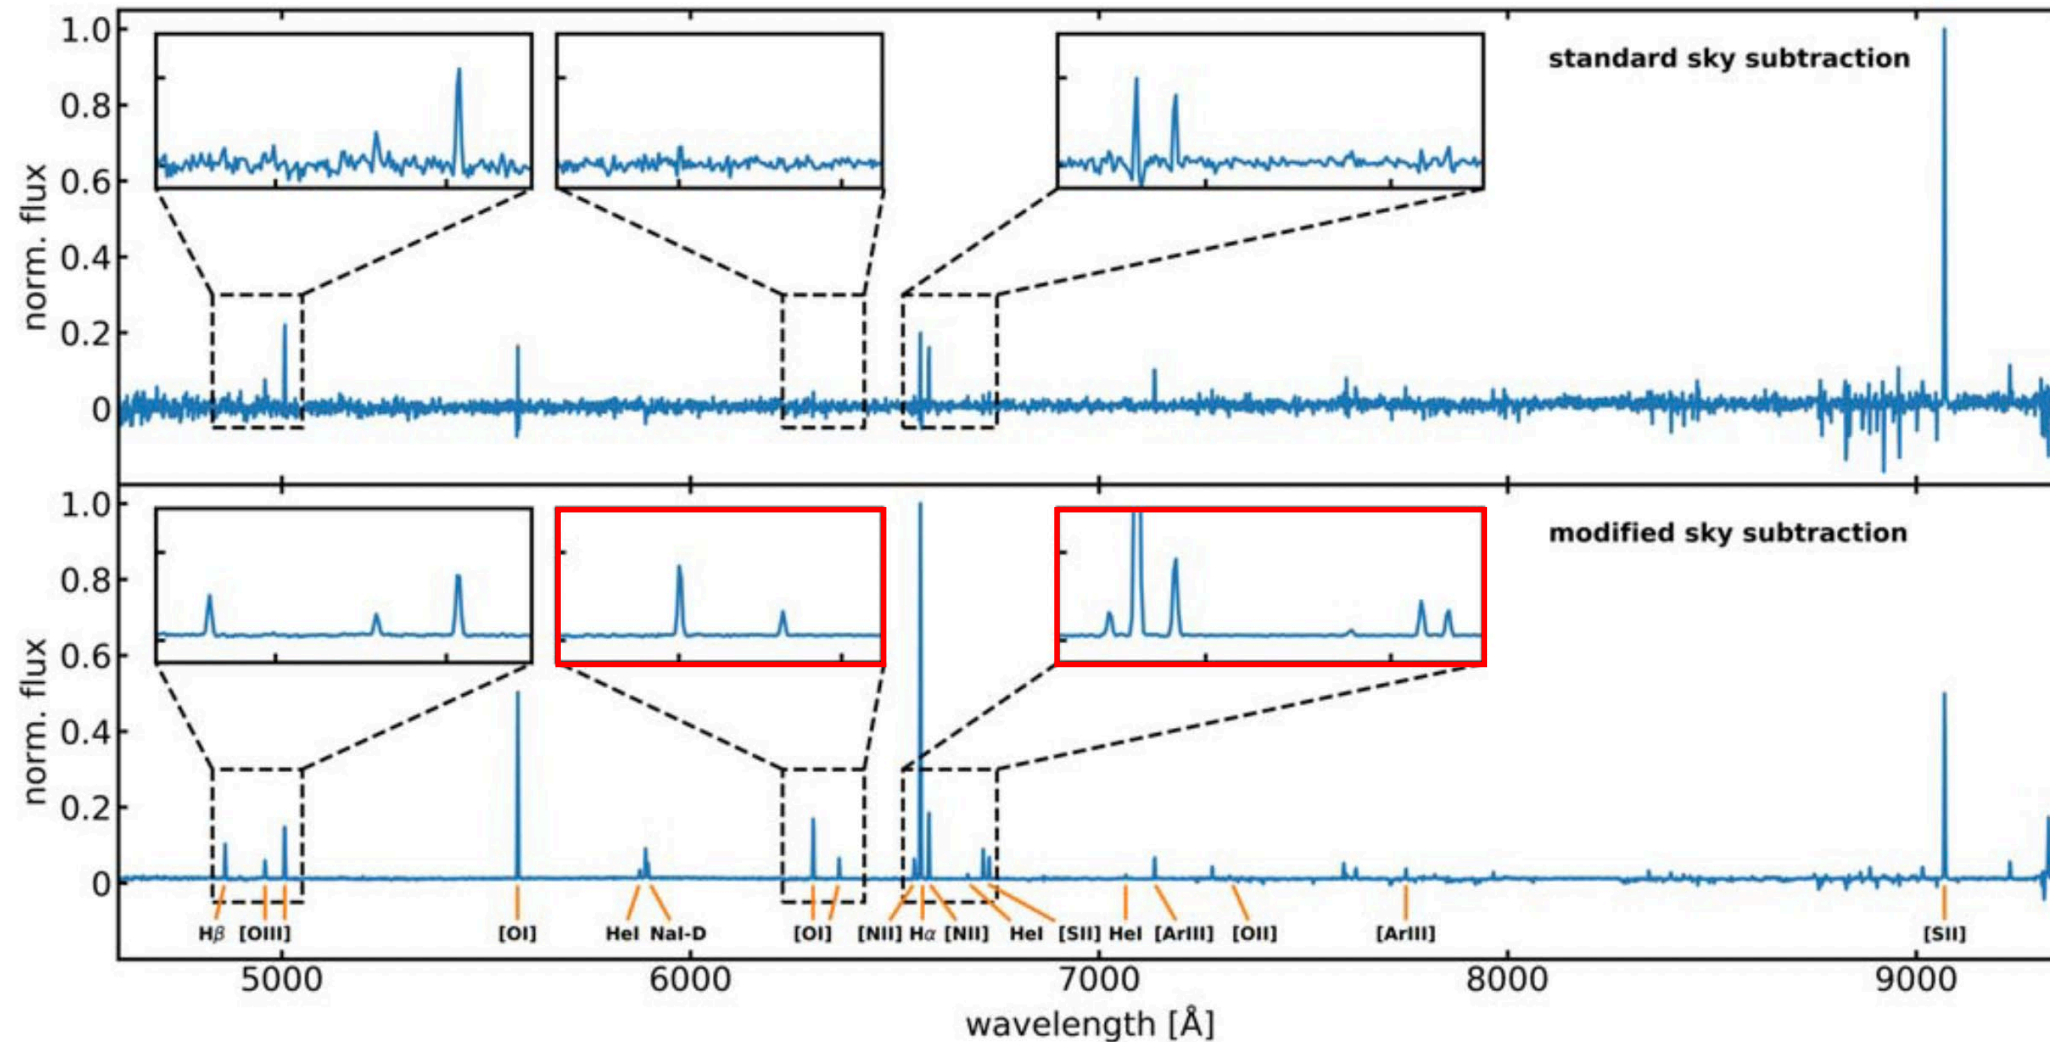 standard sky subtraction
norm. flux
1.0
0.8
0.6
0.4
0.2
0
modified sky subtraction
norm. flux
1.0
0.8
0.6
0.4
0.2
0
Hβ [OIII] [OI] HeI NaI-D [OI] [NII] Hα [NII] HeI [SII] HeI [ArIII] [OII] [ArIII] [SII]
5000 6000 7000 8000 9000
wavelength [Å]